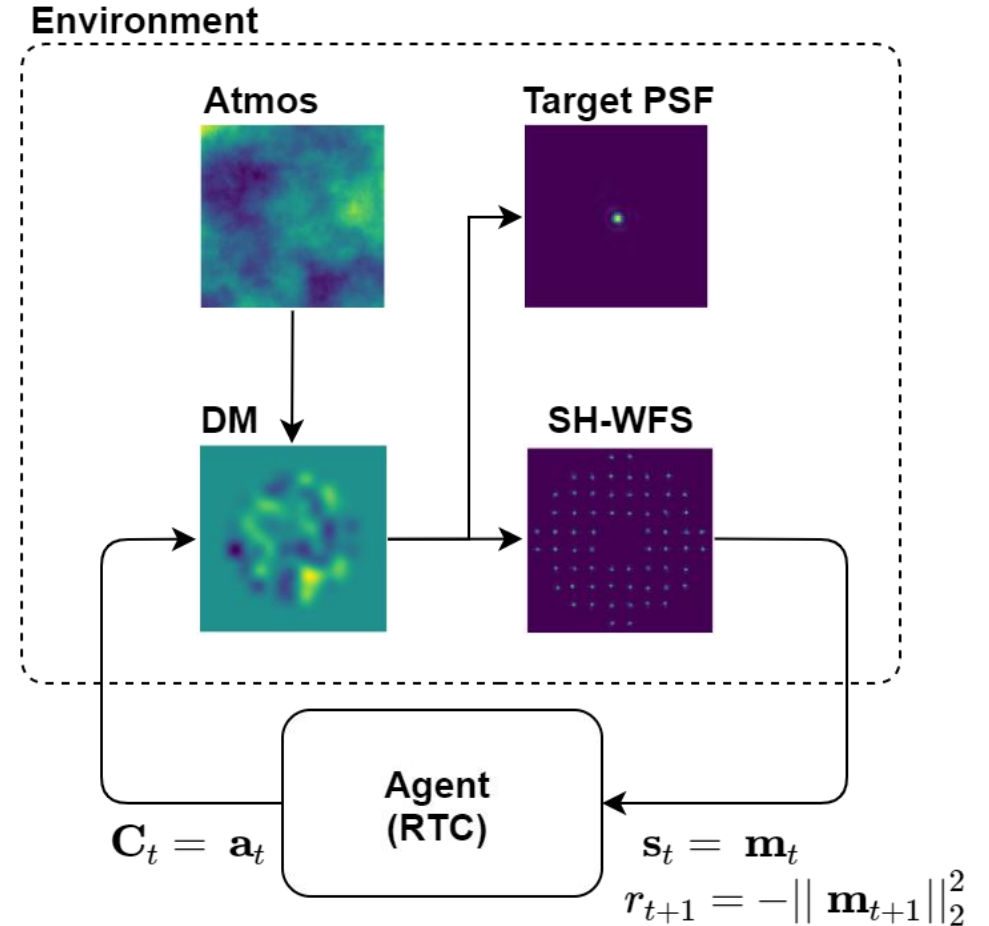 Environment
Atmos
Target PSF
DM
SH-WFS
Agent
(RTC)
C_t = a_t
s_t = m_t
r_{t+1} = −|| m_{t+1}||_2^2